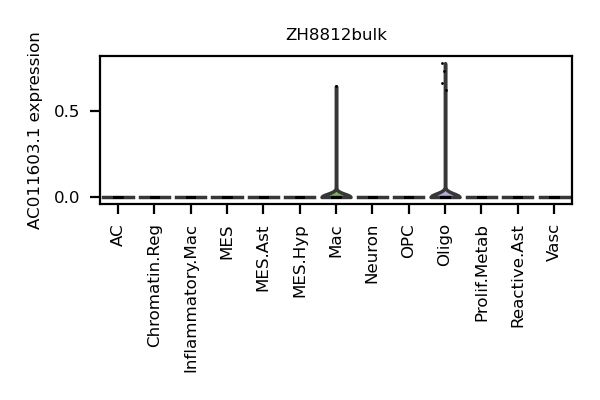 ZH8812bulk
AC011603.1 expression
0.5
0.0
AC
Chromatin.Reg
Inflammatory.Mac
MES
MES.Ast
MES.Hyp
Mac
Neuron
OPC
Oligo
Prolif.Metab
Reactive.Ast
Vasc